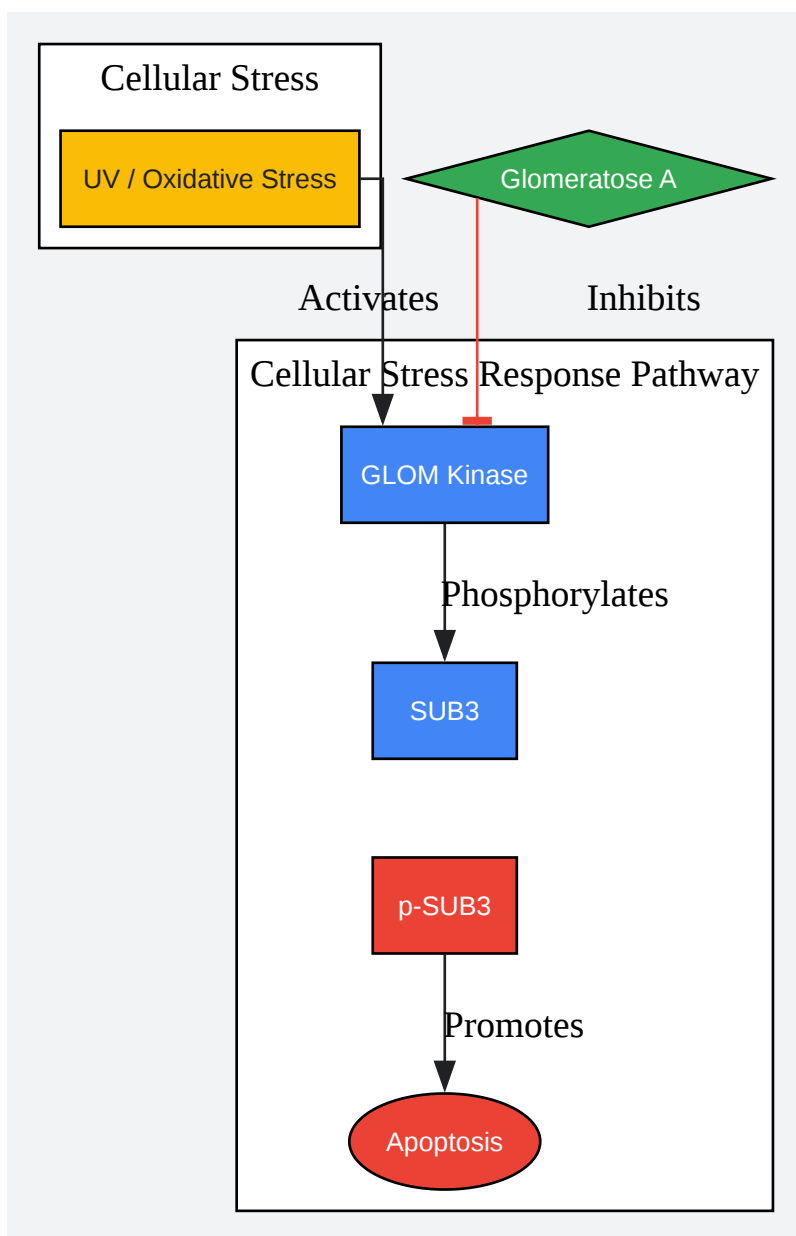 Cellular Stress
UV / Oxidative Stress
Glomeratose A
Activates
Inhibits
Cellular Stress Response Pathway
GLOM Kinase
Phosphorylates
SUB3
p-SUB3
Promotes
Apoptosis